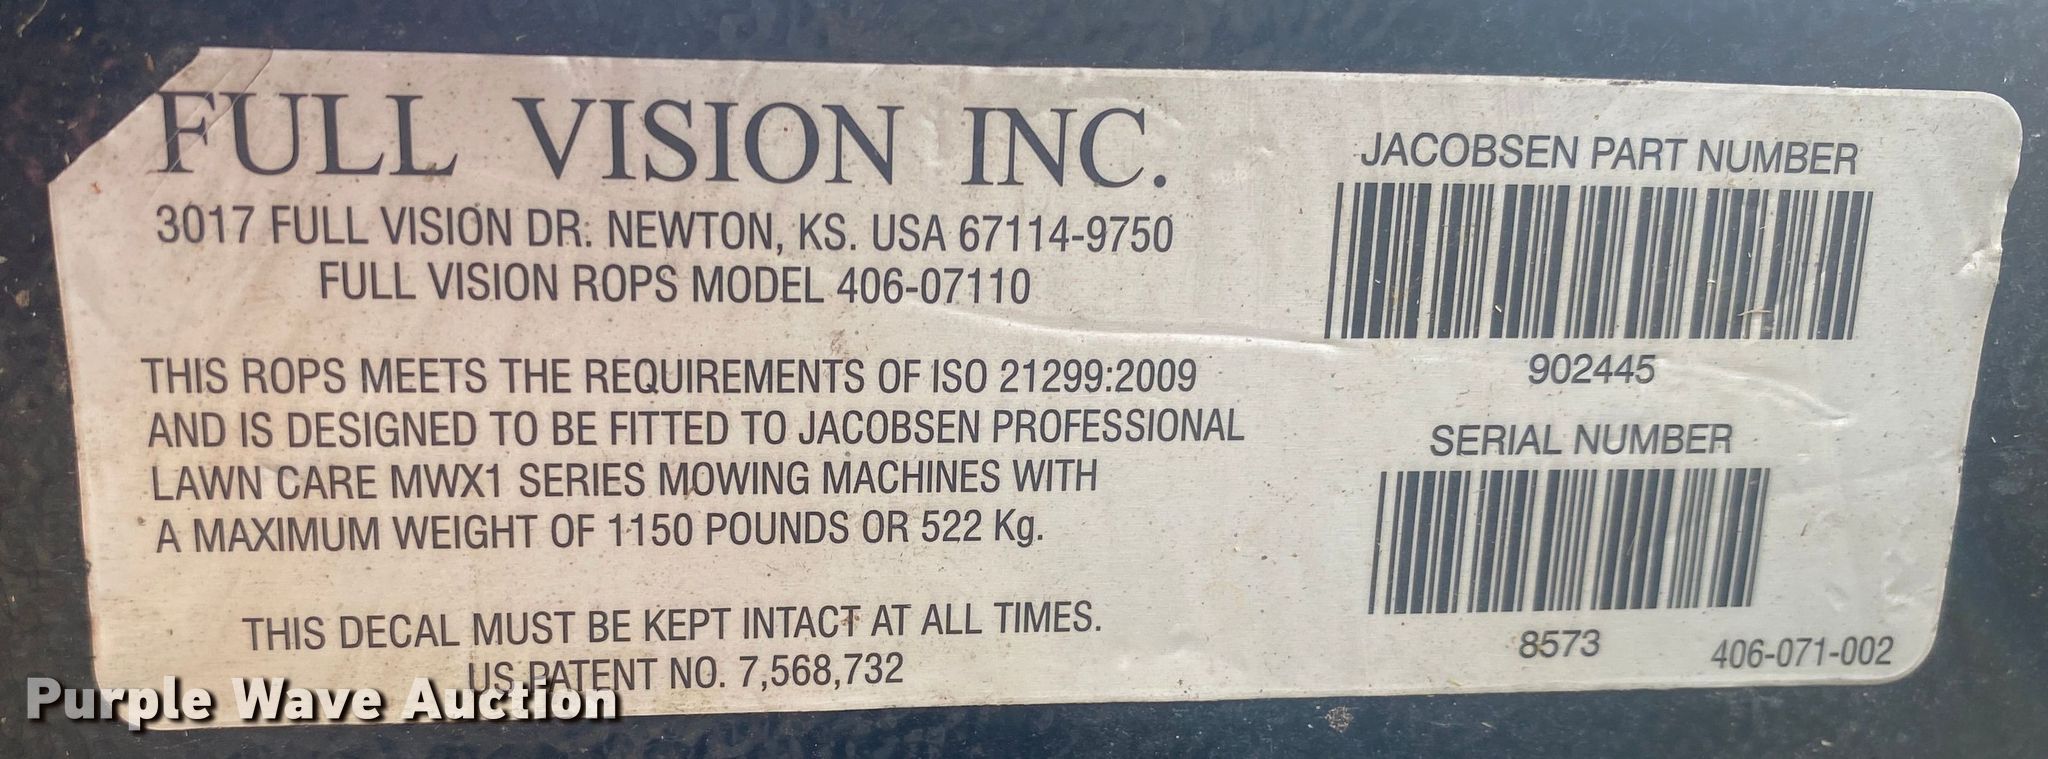 FULL VISION INC.
3017 FULL VISION DR. NEWTON, KS. USA 67114-9750
FULL VISION ROPS MODEL 406-07110
THIS ROPS MEETS THE REQUIREMENTS OF ISO 21299:2009
AND IS DESIGNED TO BE FITTED TO JACOBSEN PROFESSIONAL
LAWN CARE MWX1 SERIES MOWING MACHINES WITH
A MAXIMUM WEIGHT OF 1150 POUNDS OR 522 Kg.
THIS DECAL MUST BE KEPT INTACT AT ALL TIMES.
US PATENT NO. 7,568,732
JACOBSEN PART NUMBER
902445
SERIAL NUMBER
8573
406-071-002
Purple Wave Auction